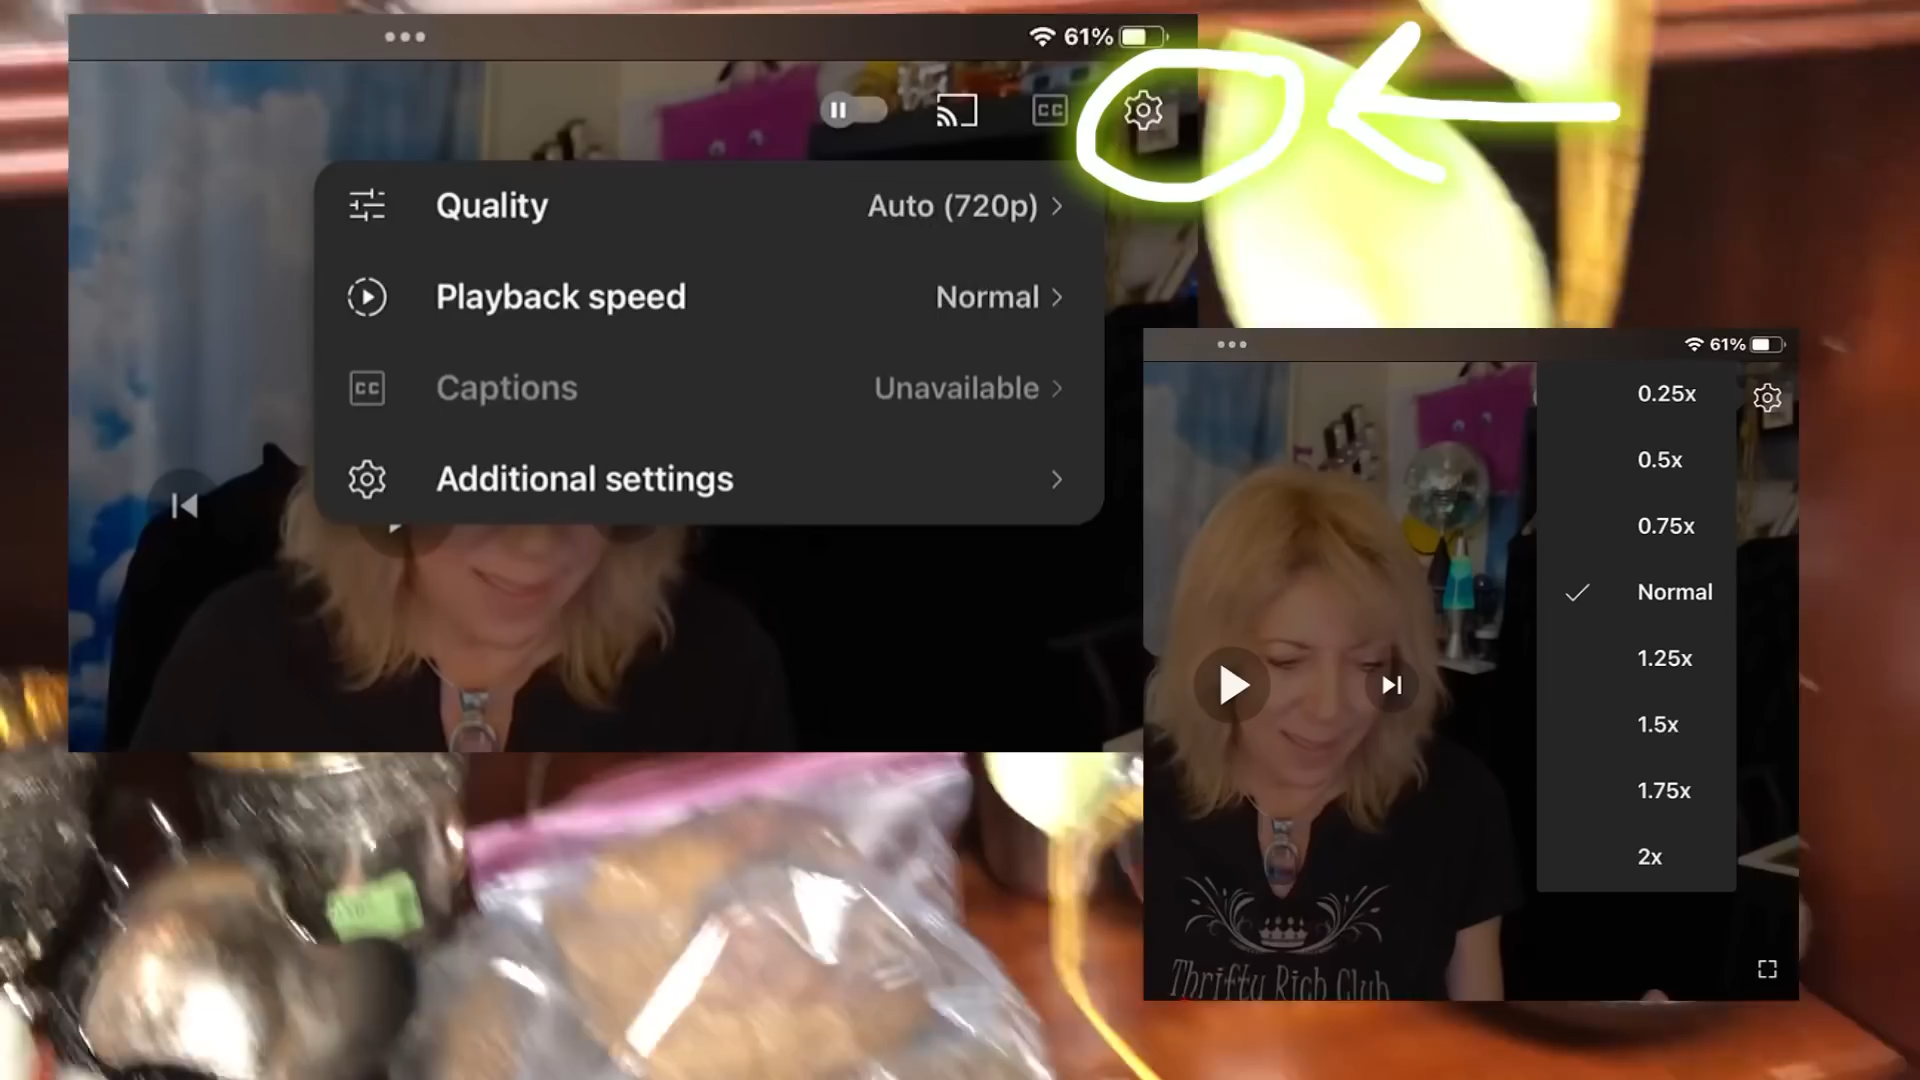 61%
CC
Quality Auto (720p)
Playback speed Normal
CC Captions Unavailable
Additional settings
61%
0.25x
0.5x
0.75x
Normal
1.25x
1.5x
1.75x
2x
Thrifty Rich Club